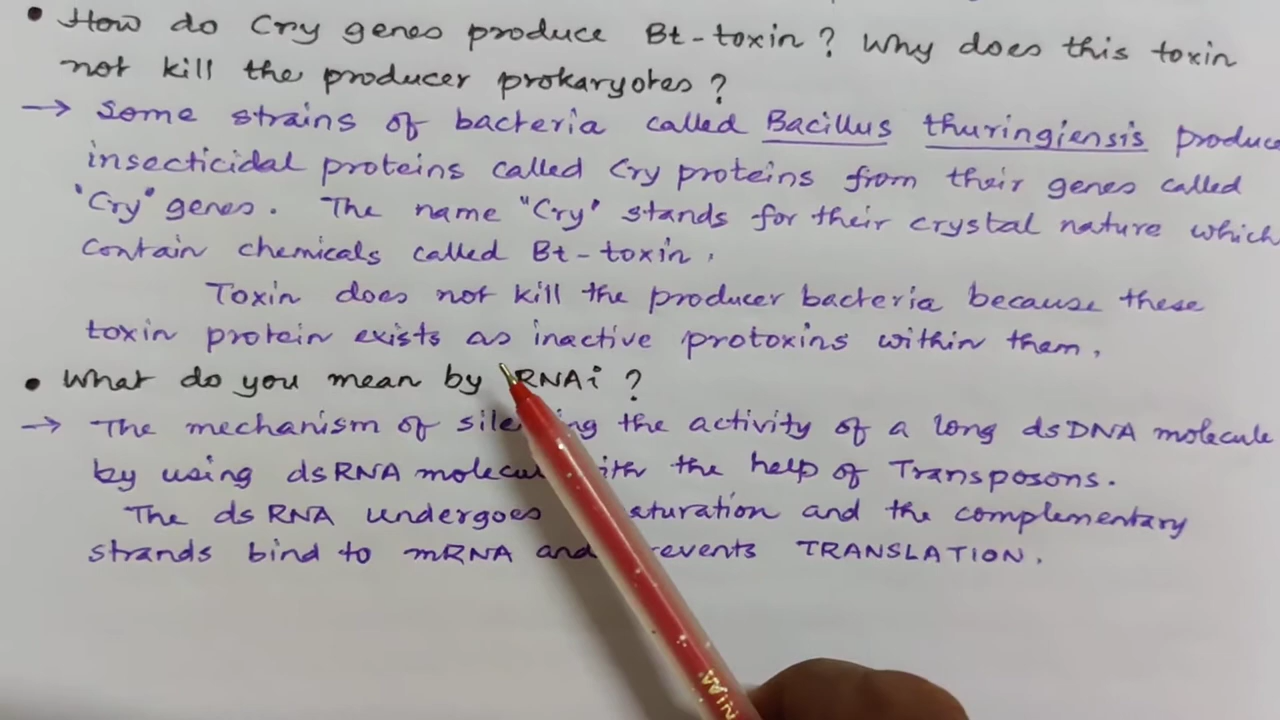 • How do Cry genes produce Bt-toxin? Why does this toxin
not kill the producer prokaryotes?
→ Some strains of bacteria called Bacillus thuringiensis produce
insecticidal proteins called Cry proteins from their genes called
"Cry" genes. The name "Cry" stands for their crystal nature which
contain chemicals called Bt-toxin.
Toxin does not kill the producer bacteria because these
toxin protein exists as inactive protoxins within them.
• What do you mean by RNAi?
→ The mechanism of the activity of a long dsDNA molecule
by using dsRNA the help of Transposons.
The dsRNA undergoes and the complementary
strands bind to mRNA and TRANSLATION.
WIN